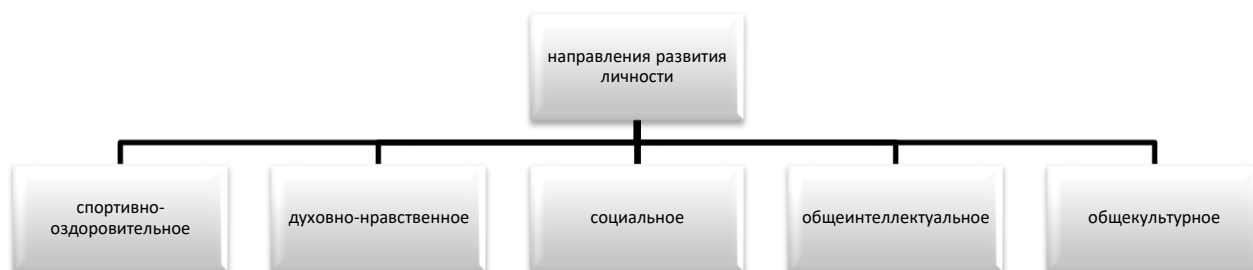 направления развития
личности
спортивно-
оздоровительное
духовно-нравственное
социальное
общеинтеллектуальное
общекультурное